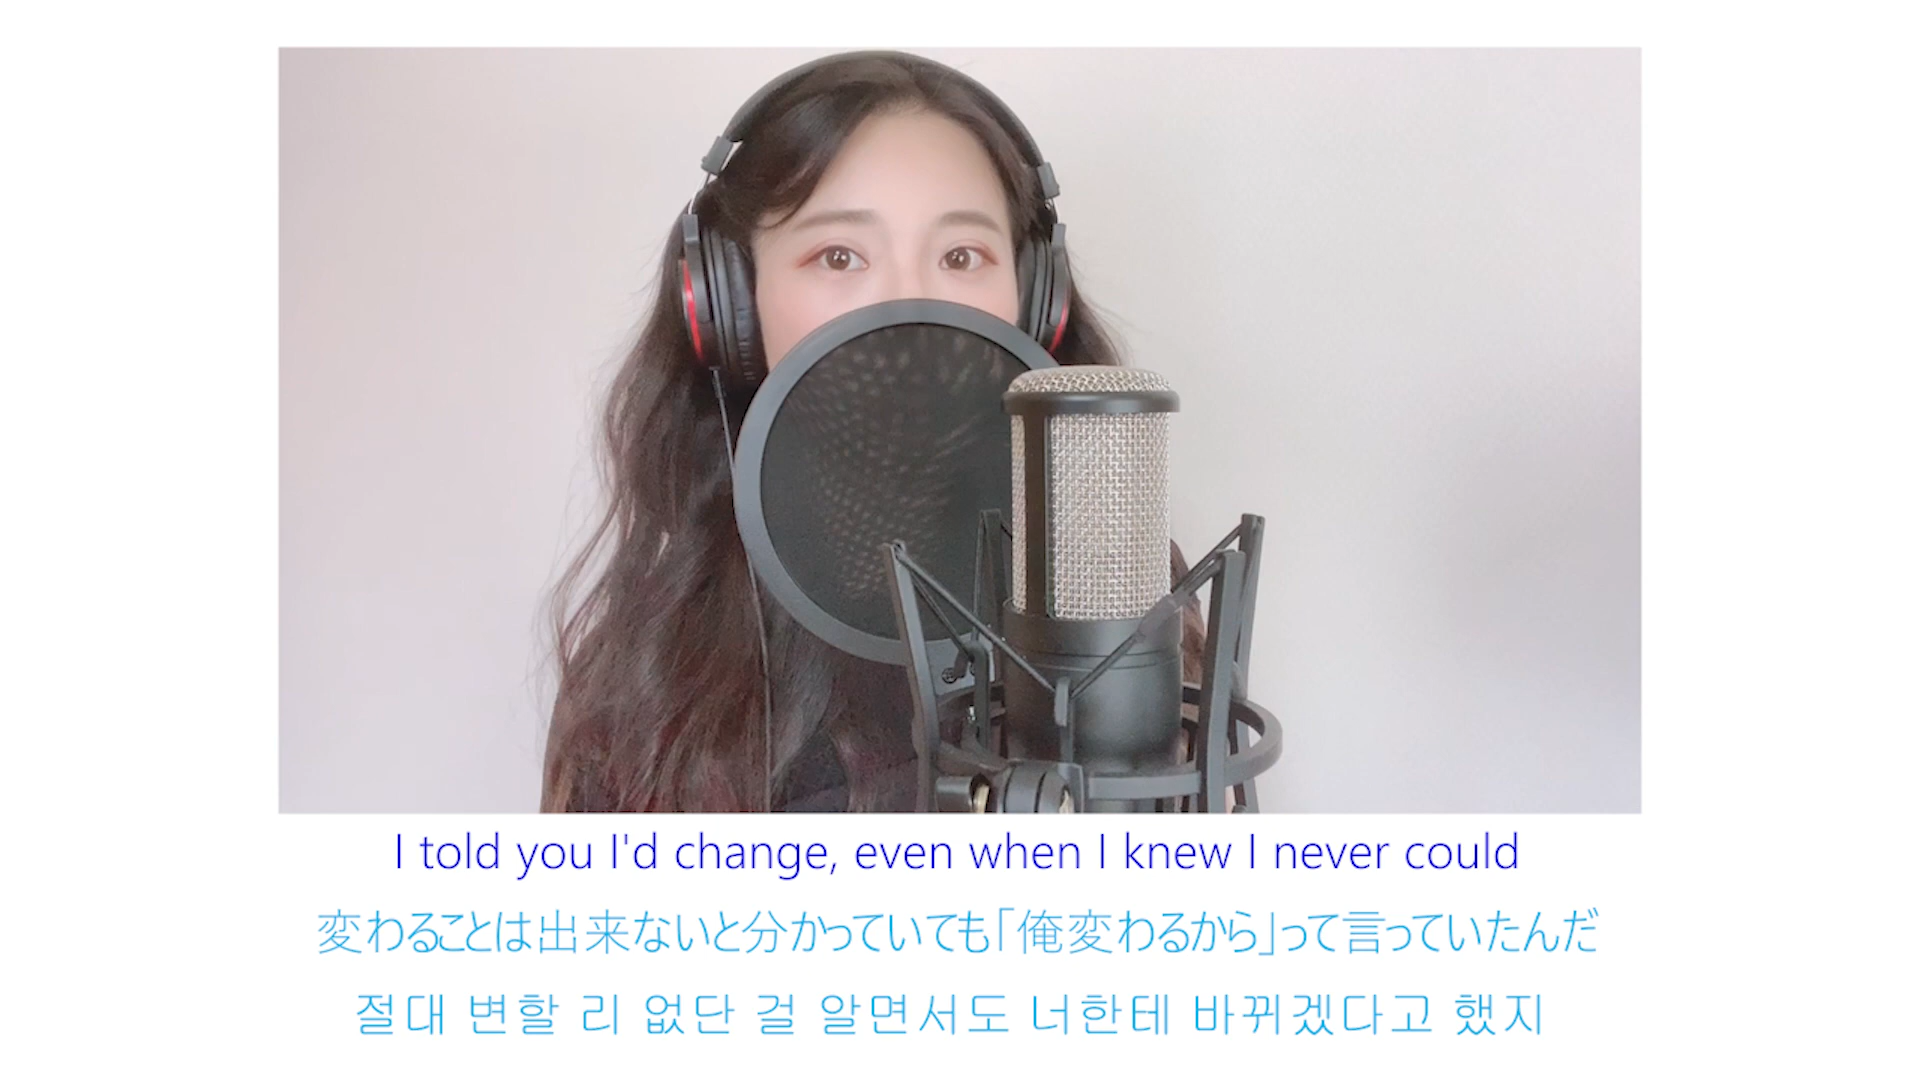 I told you I'd change, even when I knew I never could
変わることは出来ないと分かっていても「俺変わるから」って言っていたんだ
절대 변할 리 없단 걸 알면서도 너한테 바뀌겠다고 했지